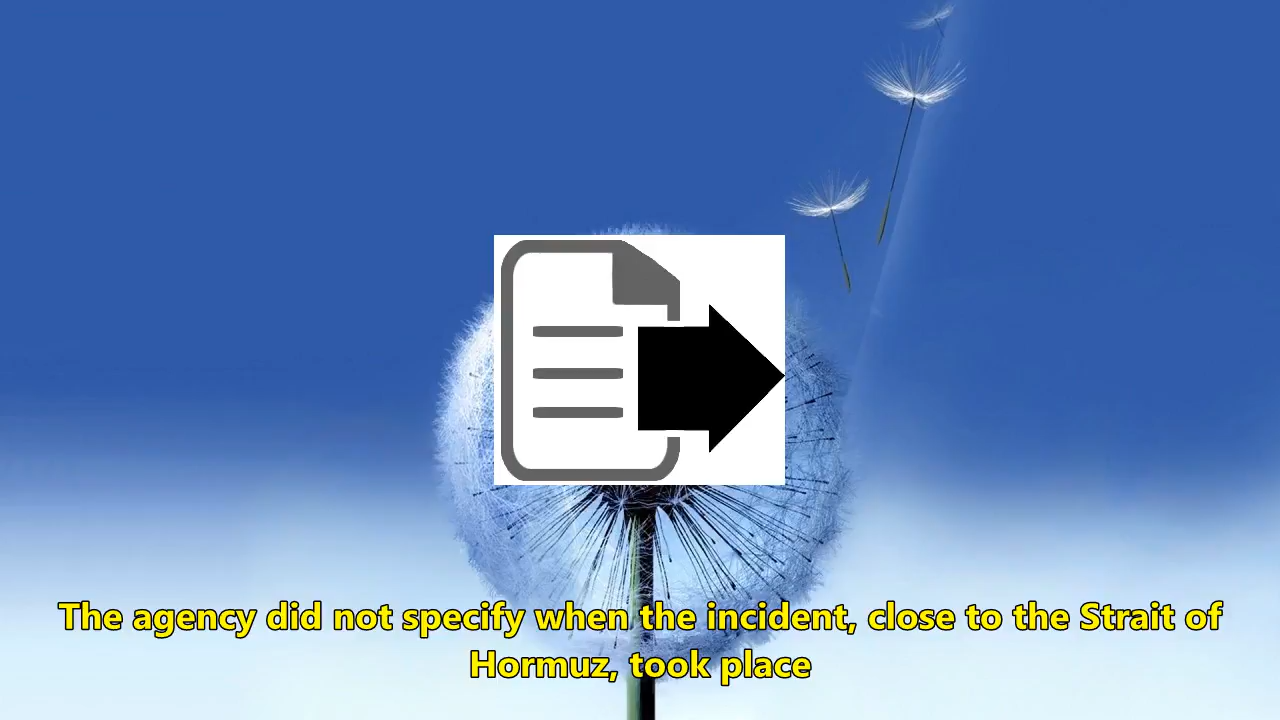 The agency did not specify when the incident, close to the Strait of
Hormuz, took place